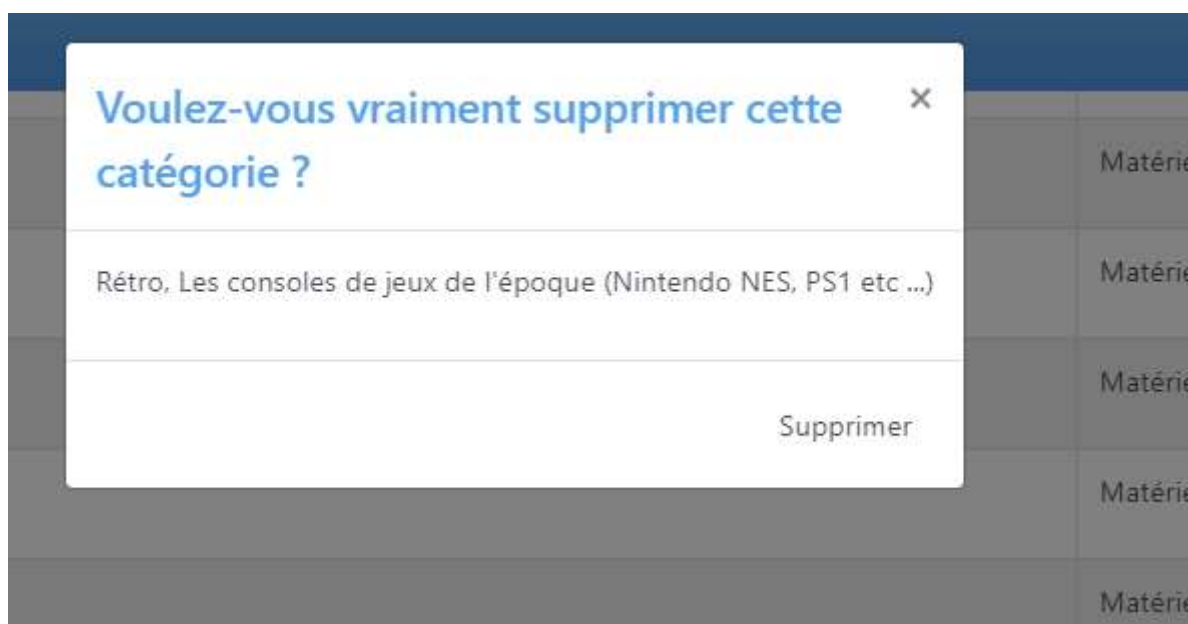 Voulez-vous vraiment supprimer cette
catégorie ?
×
Rétro, Les consoles de jeux de l'époque (Nintendo NES, PS1 etc ...)
Supprimer